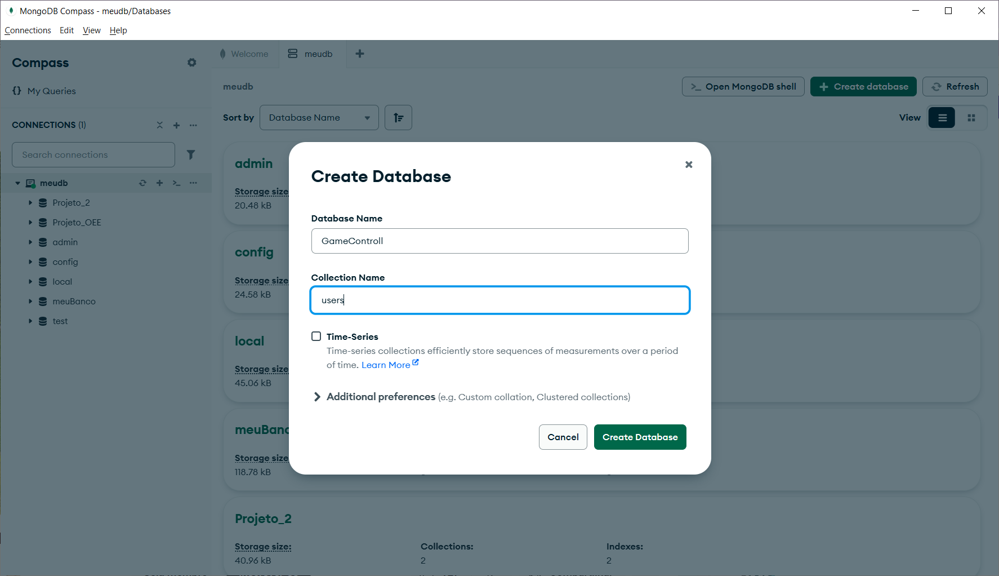 MongoDB Compass - meudb/Databases
Connections Edit View Help
Compass
{} My Queries
CONNECTIONS (1)
Search connections
meudb
Projeto_2
Projeto_OEE
admin
config
local
meuBanco
test
Welcome
meudb
meudb
>_ Open MongoDB shell
Create database
Refresh
Sort by
Database Name
View
admin
Storage size
20.48 kB
config
Storage size
24.58 kB
local
Storage size
45.06 kB
Storage size
118.78 kB
Projeto_2
Storage size: Collections: Indexes:
40.96 kB 2 2
Create Database
Database Name
GameControll
Collection Name
users
Time-Series
Time-series collections efficiently store sequences of measurements over a period
of time. Learn More
Additional preferences (e.g. Custom collation, Clustered collections)
Cancel
Create Database